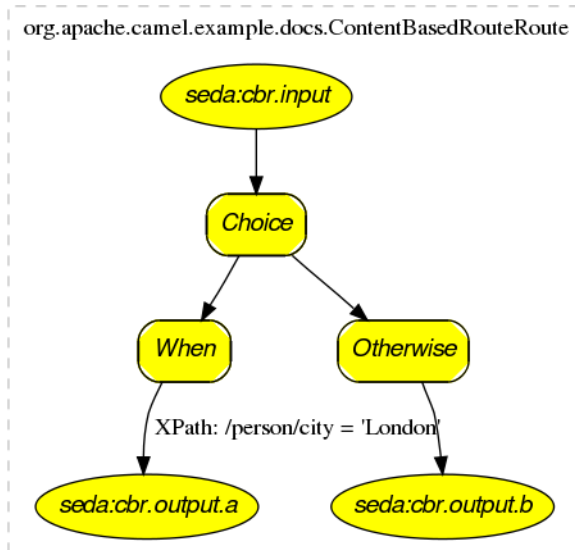 org.apache.camel.example.docs.ContentBasedRouteRoute
seda:cbr.input
Choice
When
Otherwise
XPath: /person/city = 'London'
seda:cbr.output.a
seda:cbr.output.b